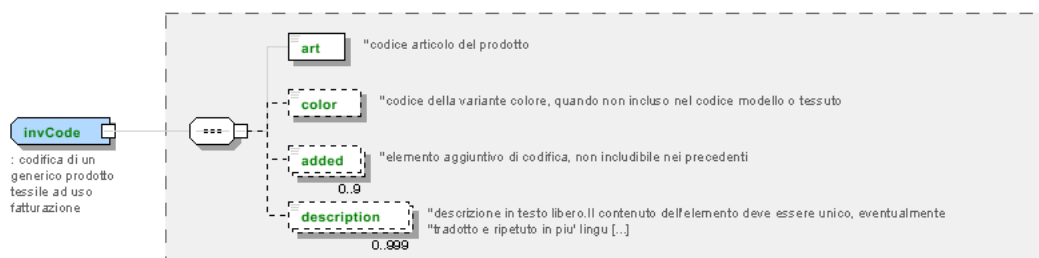 art
"codice articolo del prodotto
color
"codice della variante colore, quando non incluso nel codice modello o tessuto
invCode
: codifica di un
generico prodotto
tessile ad uso
fatturazione
added
"elemento aggiuntivo di codifica, non includibile nei precedenti
0..9
description
"descrizione in testo libero.Il contenuto dell'elemento deve essere unico, eventualmente
"tradotto e ripetuto in piu' lingu [...]
0..999